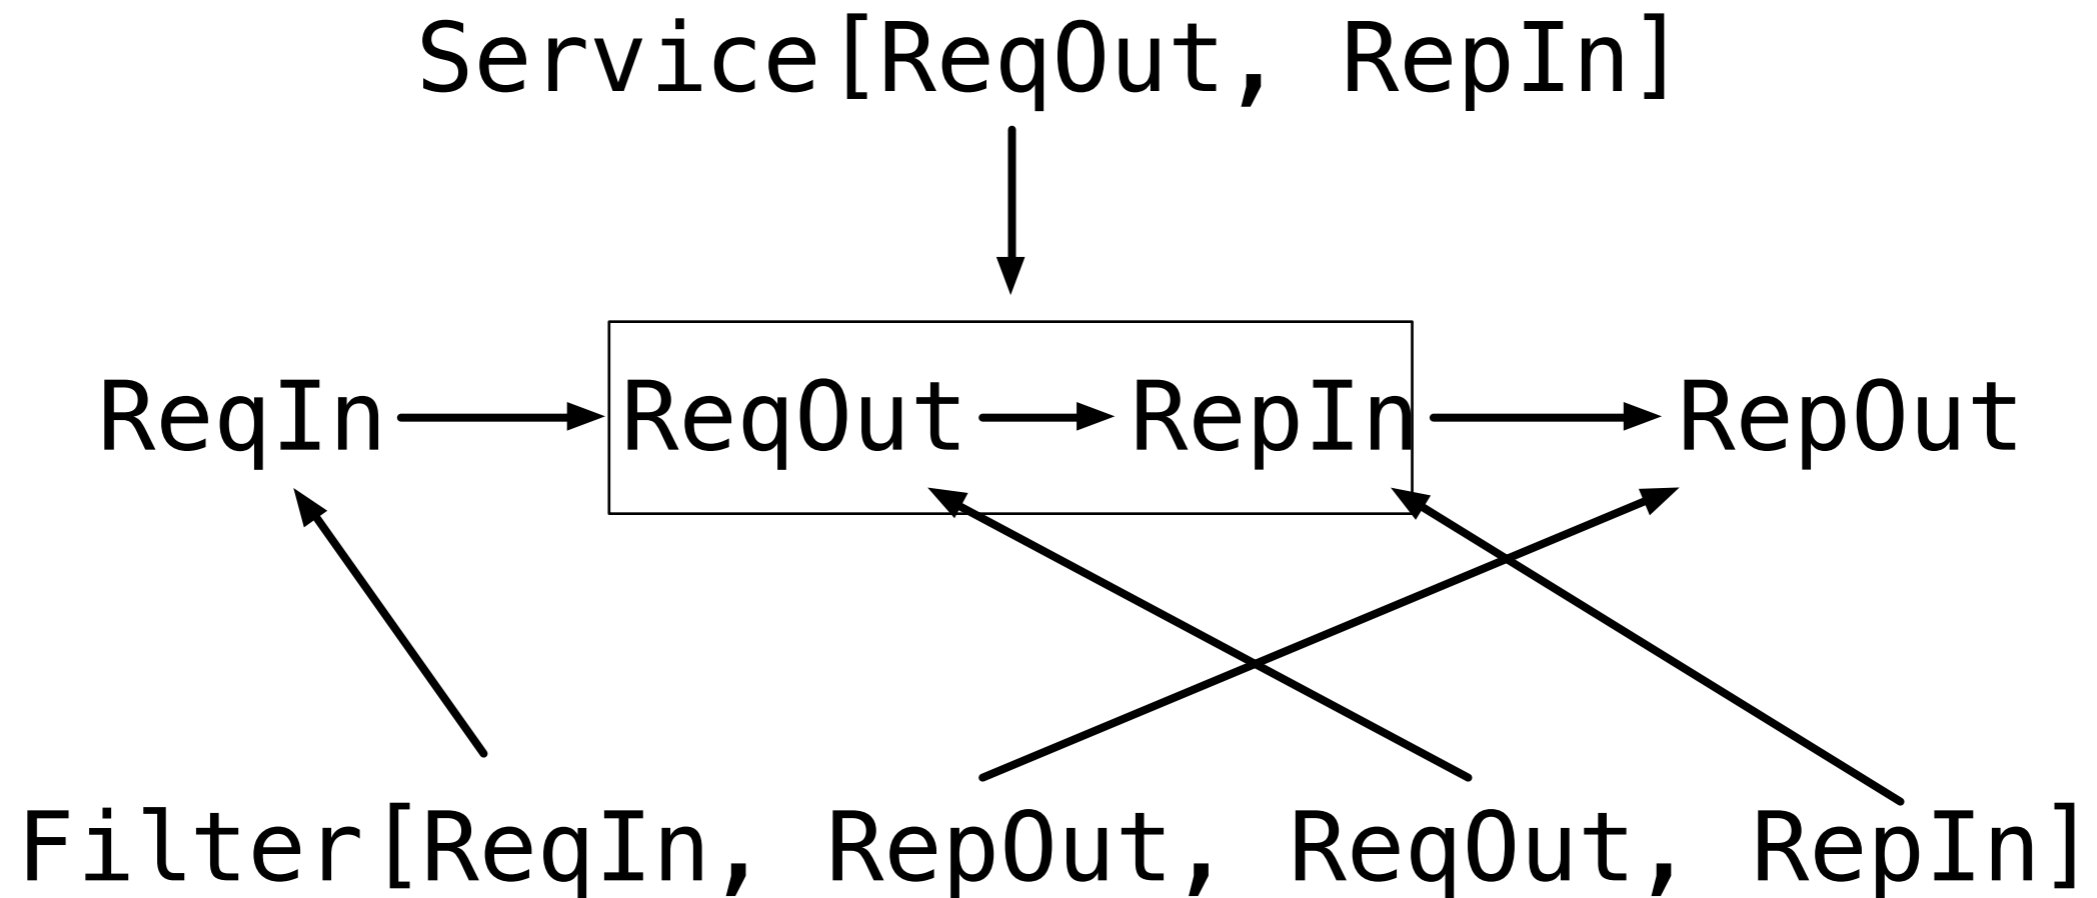 Service[ReqOut, RepIn]
ReqIn ReqOut RepIn RepOut
Filter[ReqIn, RepOut, ReqOut, RepIn]